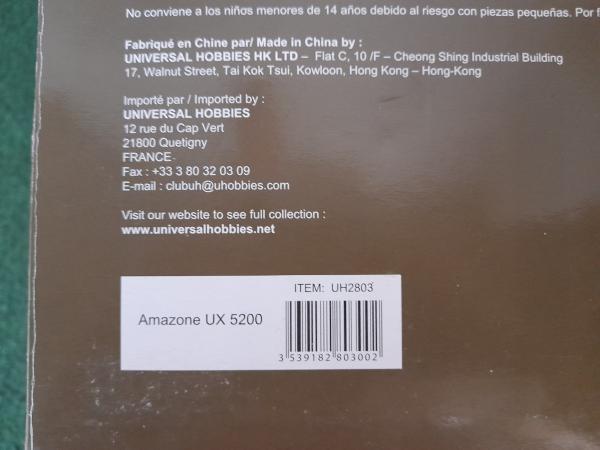 No conviene a los niños menores de 14 años debido al riesgo con piezas pequeñas. Por f
Fabriqué en Chine par/ Made in China by :
UNIVERSAL HOBBIES HK LTD – Flat C, 10 /F – Cheong Shing Industrial Building
17, Walnut Street, Tai Kok Tsui, Kowloon, Hong Kong – Hong-Kong
Importé par / Imported by :
UNIVERSAL HOBBIES
12 rue du Cap Vert
21800 Quetigny
FRANCE
Fax : +33 3 80 32 03 09
E-mail : clubuh@uhobbies.com
Visit our website to see full collection :
www.universalhobbies.net
ITEM: UH2803
Amazone UX 5200
3 539182 803002